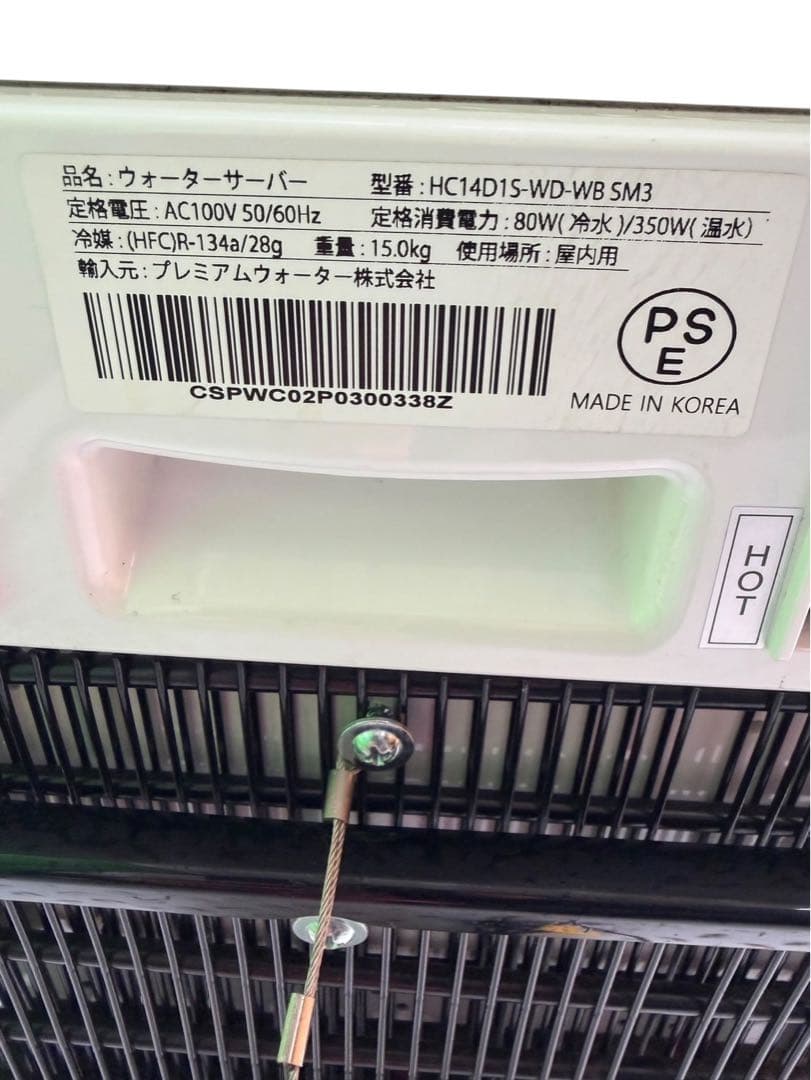 品名:ウォーターサーバー 型番:HC14D1S-WD-WB SM3
定格電圧:AC100V 50/60Hz 定格消費電力:80W(冷水)/350W(温水)
冷媒:(HFC)R-134a/28g 重量:15.0kg 使用場所:屋内用
輸入元:プレミアムウォーター株式会社
CSPWC02P0300338Z
PS
E
MADE IN KOREA
HOT